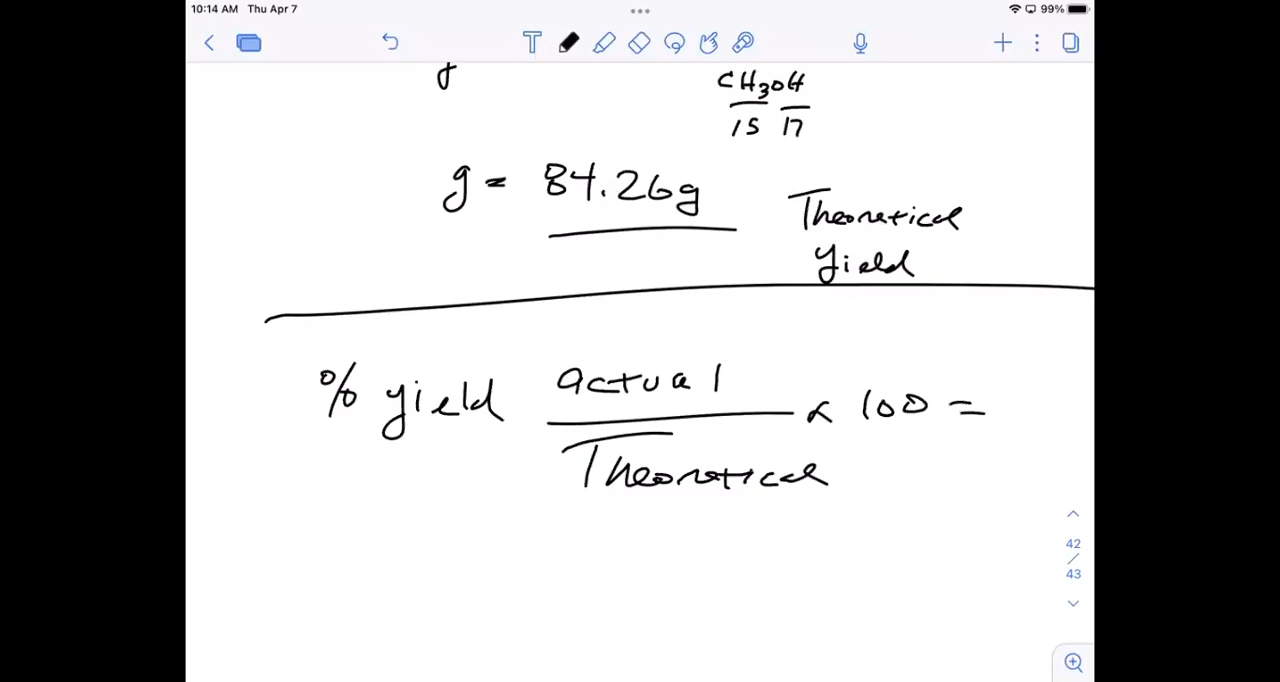 10:14 AM Thu Apr 7
99%
g
CH3OH
15 17
g = 84.26g
Theoretical
Yield
% yield actual / Theoretical × 100 =
42
/
43